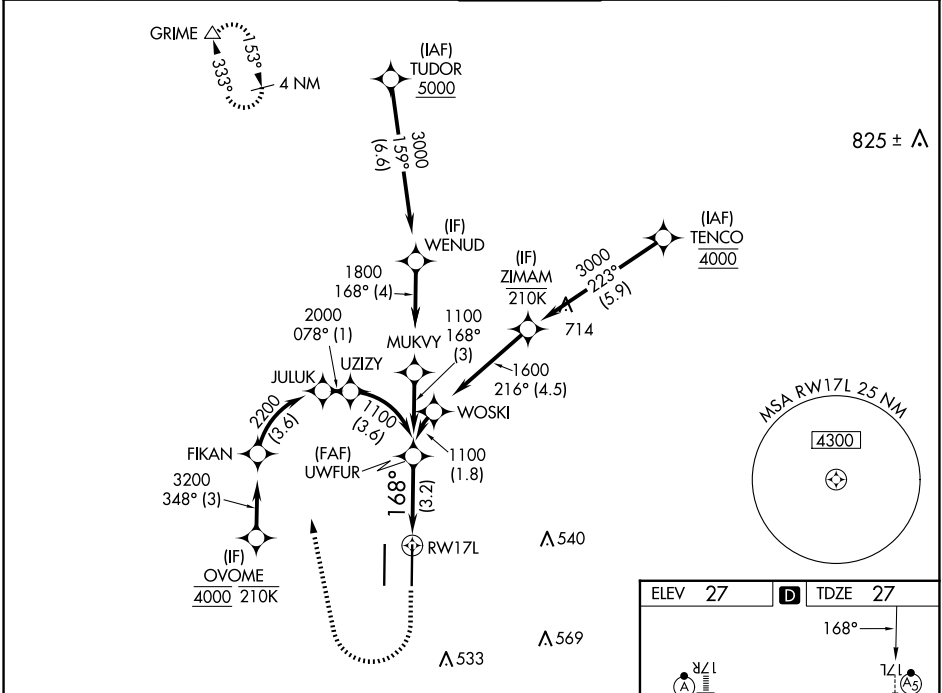 GRIME
153°
333°
4 NM
(IAF)
TUDOR
5000
3000
159°
(6.6)
825 ±
(IF)
WENUD
(IAF)
TENCO
4000
3000
223°
(5.9)
(IF)
ZIMAM
210K
714
1800
168° (4)
2000
078° (1)
1100
168°
(3)
MUKVY
JULUK
UZIZY
1600
216° (4.5)
WOSKI
2200
(3.6)
1100
(3.6)
FIKAN
(FAF)
UWFUR
1100
(1.8)
3200
348° (3)
168°
(3.2)
(IF)
OVOME
4000 210K
RW17L
540
569
533
MSA RW17L 25 NM
4300
ELEV 27
D
TDZE 27
168°
17R
17L
A
A5